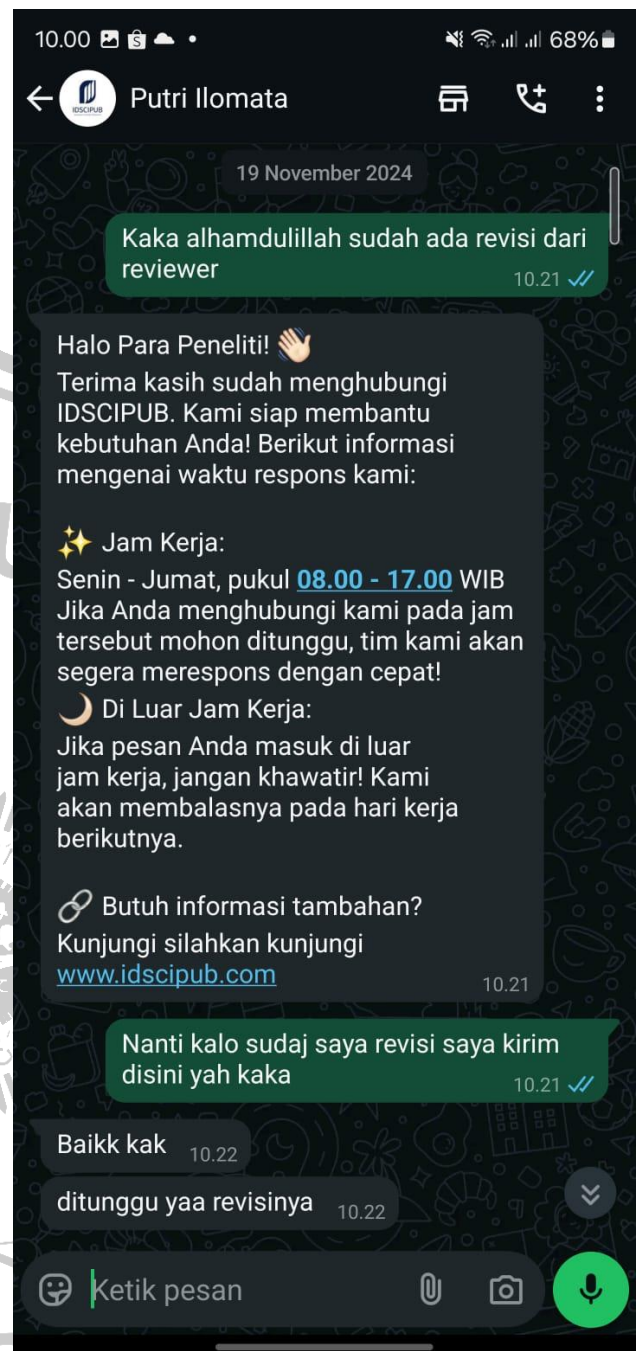 10.00 68%
IDSCIPUB Putri Ilomata
19 November 2024
Kaka alhamdulillah sudah ada revisi dari
reviewer
10.21
Halo Para Peneliti! 👋🏻
Terima kasih sudah menghubungi
IDSCIPUB. Kami siap membantu
kebutuhan Anda! Berikut informasi
mengenai waktu respons kami:
✨ Jam Kerja:
Senin - Jumat, pukul 08.00 - 17.00 WIB
Jika Anda menghubungi kami pada jam
tersebut mohon ditunggu, tim kami akan
segera merespons dengan cepat!
🌙 Di Luar Jam Kerja:
Jika pesan Anda masuk di luar
jam kerja, jangan khawatir! Kami
akan membalasnya pada hari kerja
berikutnya.
🔗 Butuh informasi tambahan?
Kunjungi silahkan kunjungi
www.idscipub.com
10.21
Nanti kalo sudaj saya revisi saya kirim
disini yah kaka
10.21
Baikk kak 10.22
ditunggu yaa revisinya 10.22
Ketik pesan